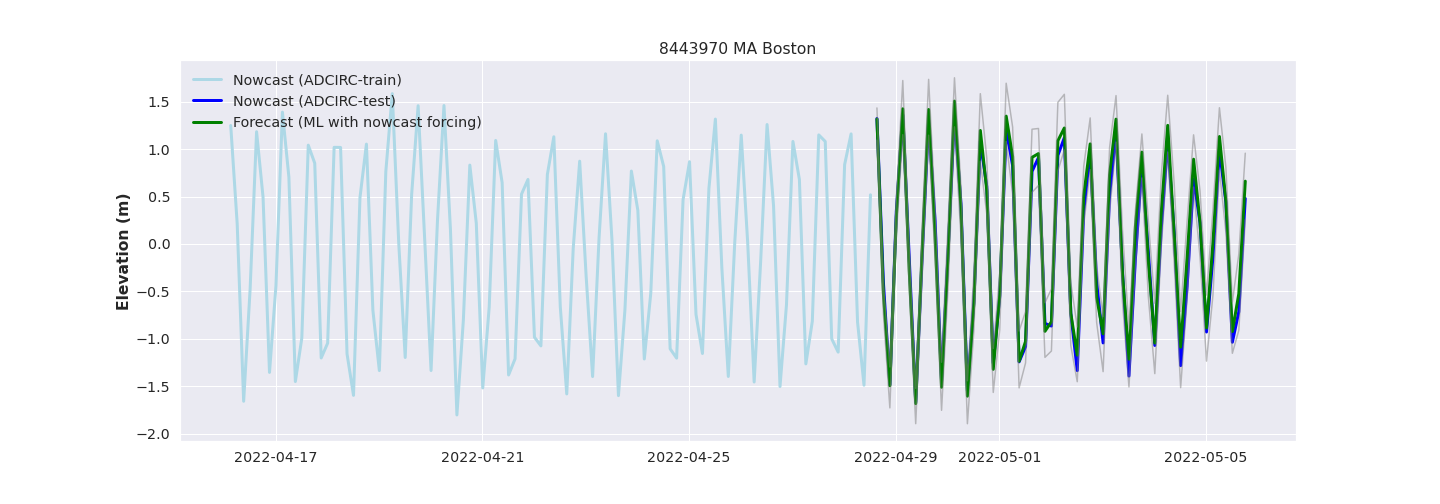 8443970 MA Boston
Nowcast (ADCIRC-train)
Nowcast (ADCIRC-test)
Forecast (ML with nowcast forcing)
Elevation (m)
1.5
1.0
0.5
0.0
−0.5
−1.0
−1.5
−2.0
2022-04-17
2022-04-21
2022-04-25
2022-04-29
2022-05-01
2022-05-05